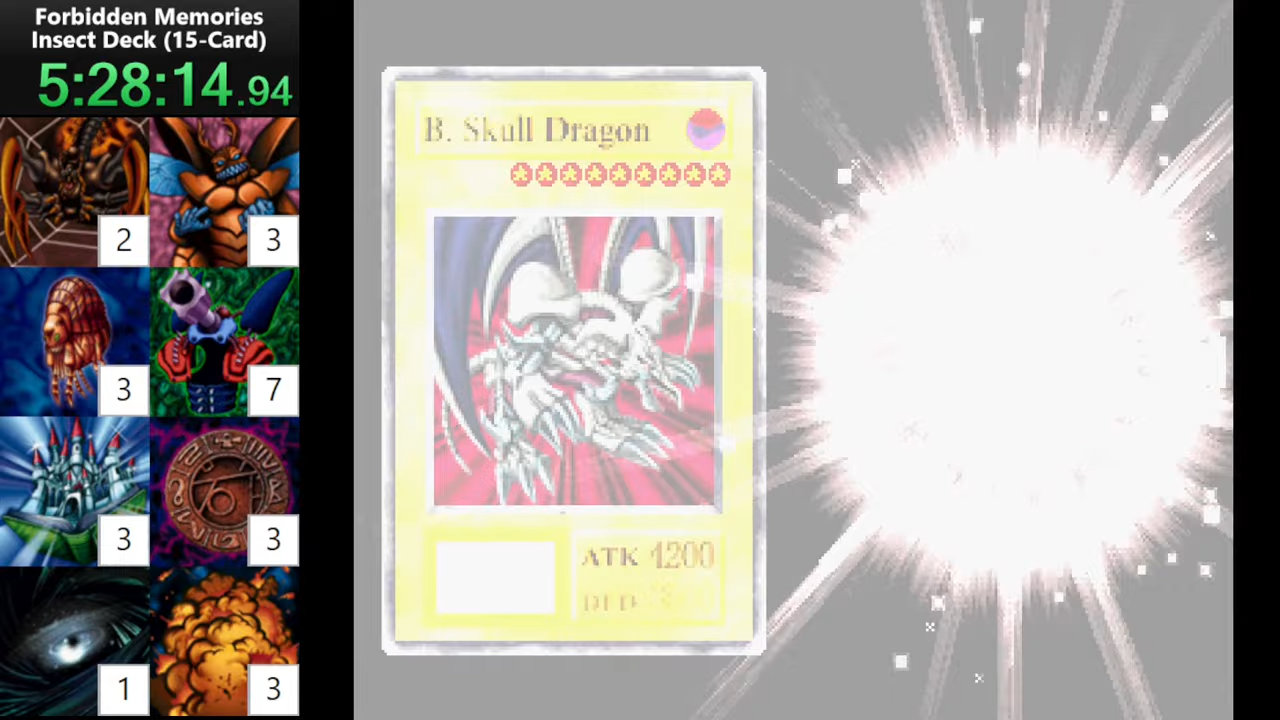 Forbidden Memories
Insect Deck (15-Card)
5:28:14.94
2
3
3
7
3
3
1
3
B. Skull Dragon
ATK 1200